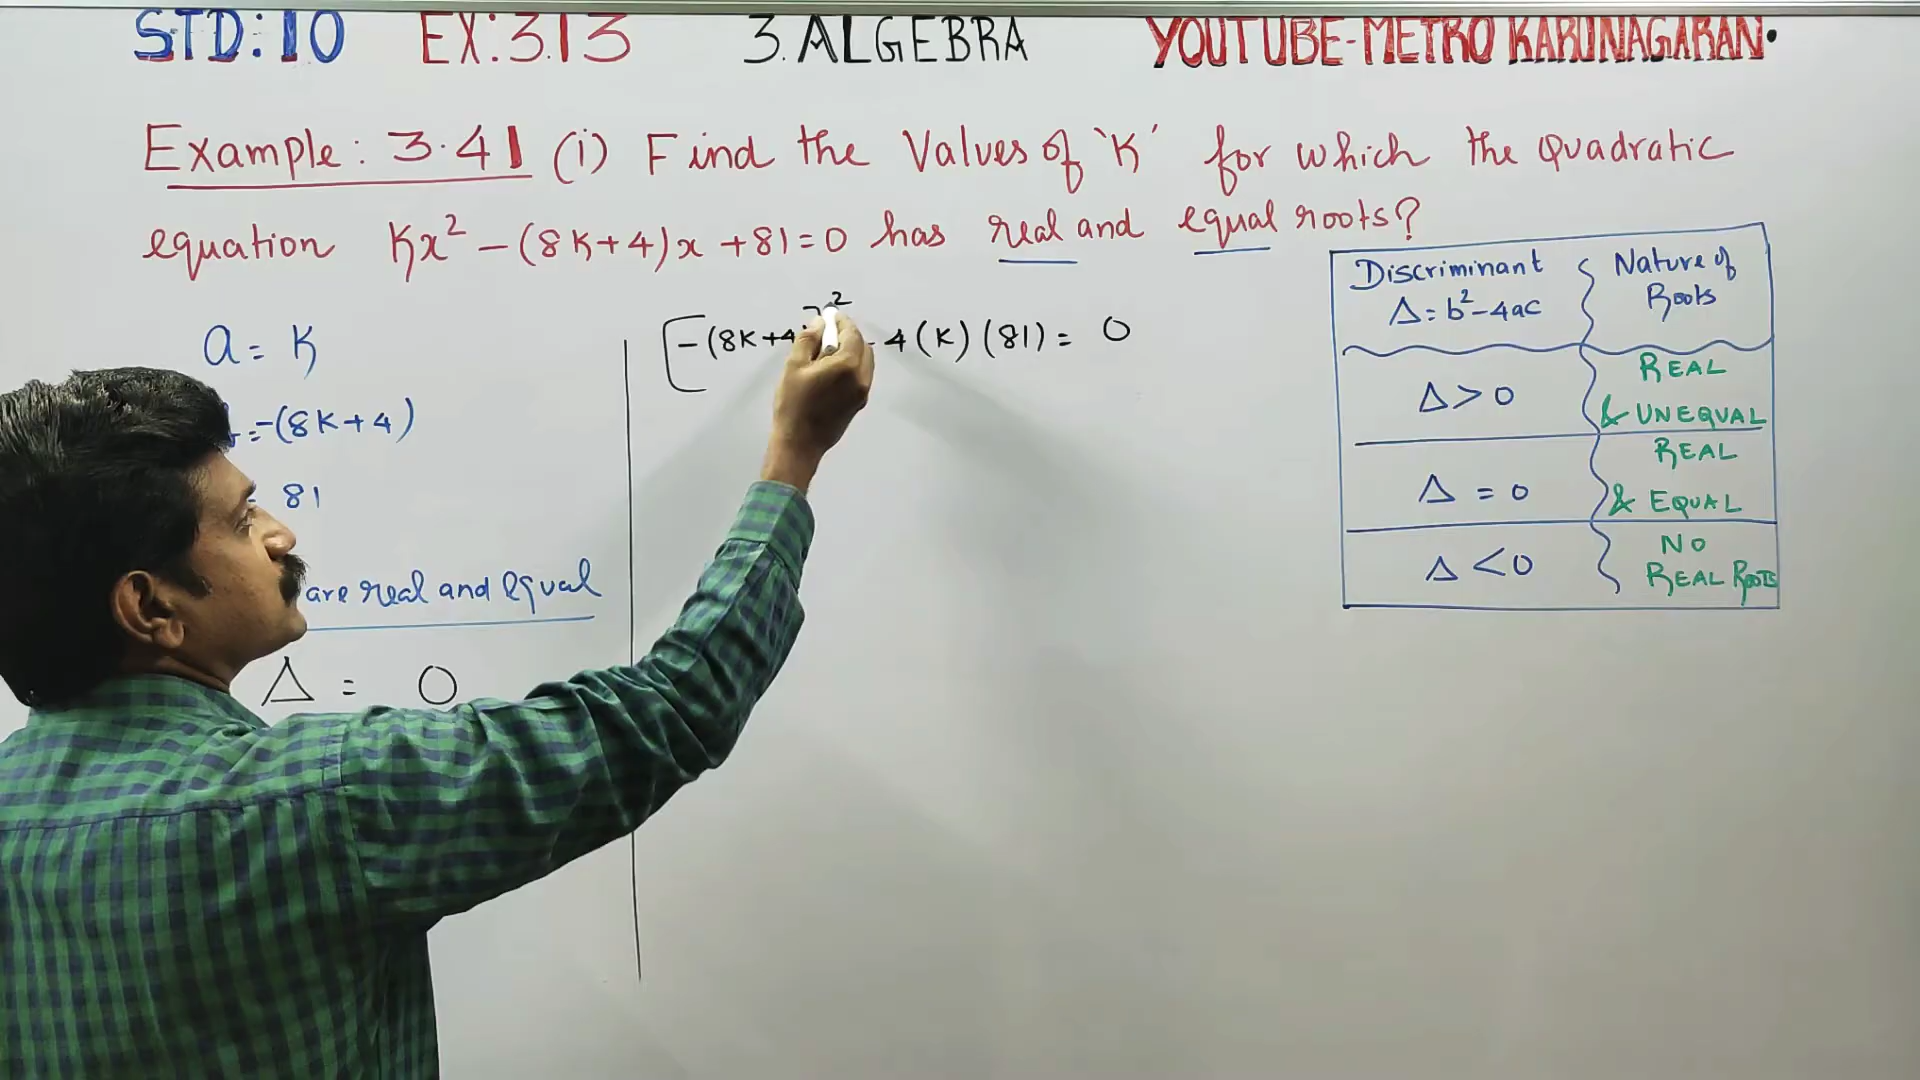 STD:10 EX:3.13 3.ALGEBRA YOUTUBE-METRO KARUNAGARAN.
Example: 3.41 (i) Find the Values of 'K' for which the Quadratic
equation Kx² - (8K+4)x + 81 = 0 has real and equal roots?
a = K
= -(8K+4)
= 81
are real and Equal
Δ = 0
[-(8K+4)]² - 4(K)(81) = 0
Discriminant
Δ = b² - 4ac
Nature of
Roots
Δ > 0
REAL
& UNEQUAL
Δ = 0
REAL
& EQUAL
Δ < 0
NO
REAL ROOTS